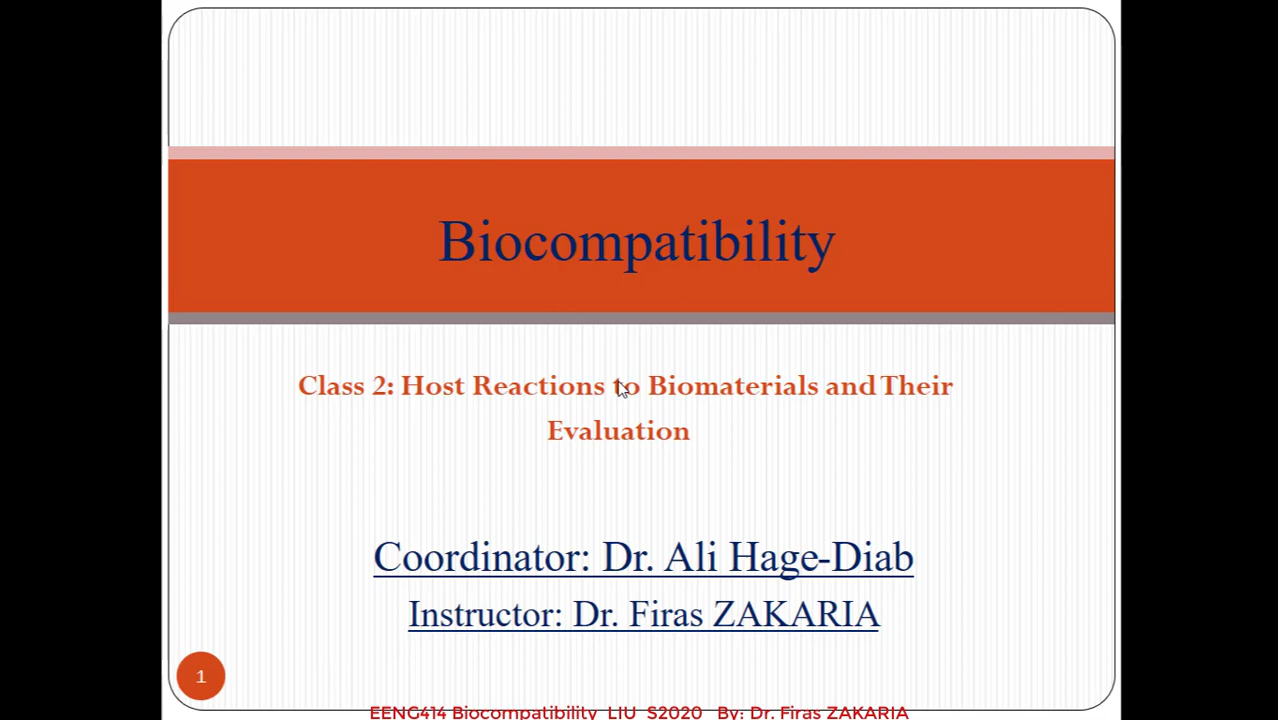 Biocompatibility
Class 2: Host Reactions to Biomaterials and Their
Evaluation
Coordinator: Dr. Ali Hage-Diab
Instructor: Dr. Firas ZAKARIA
1
EENG414 Biocompatibility LIU S2020 By: Dr. Firas ZAKARIA